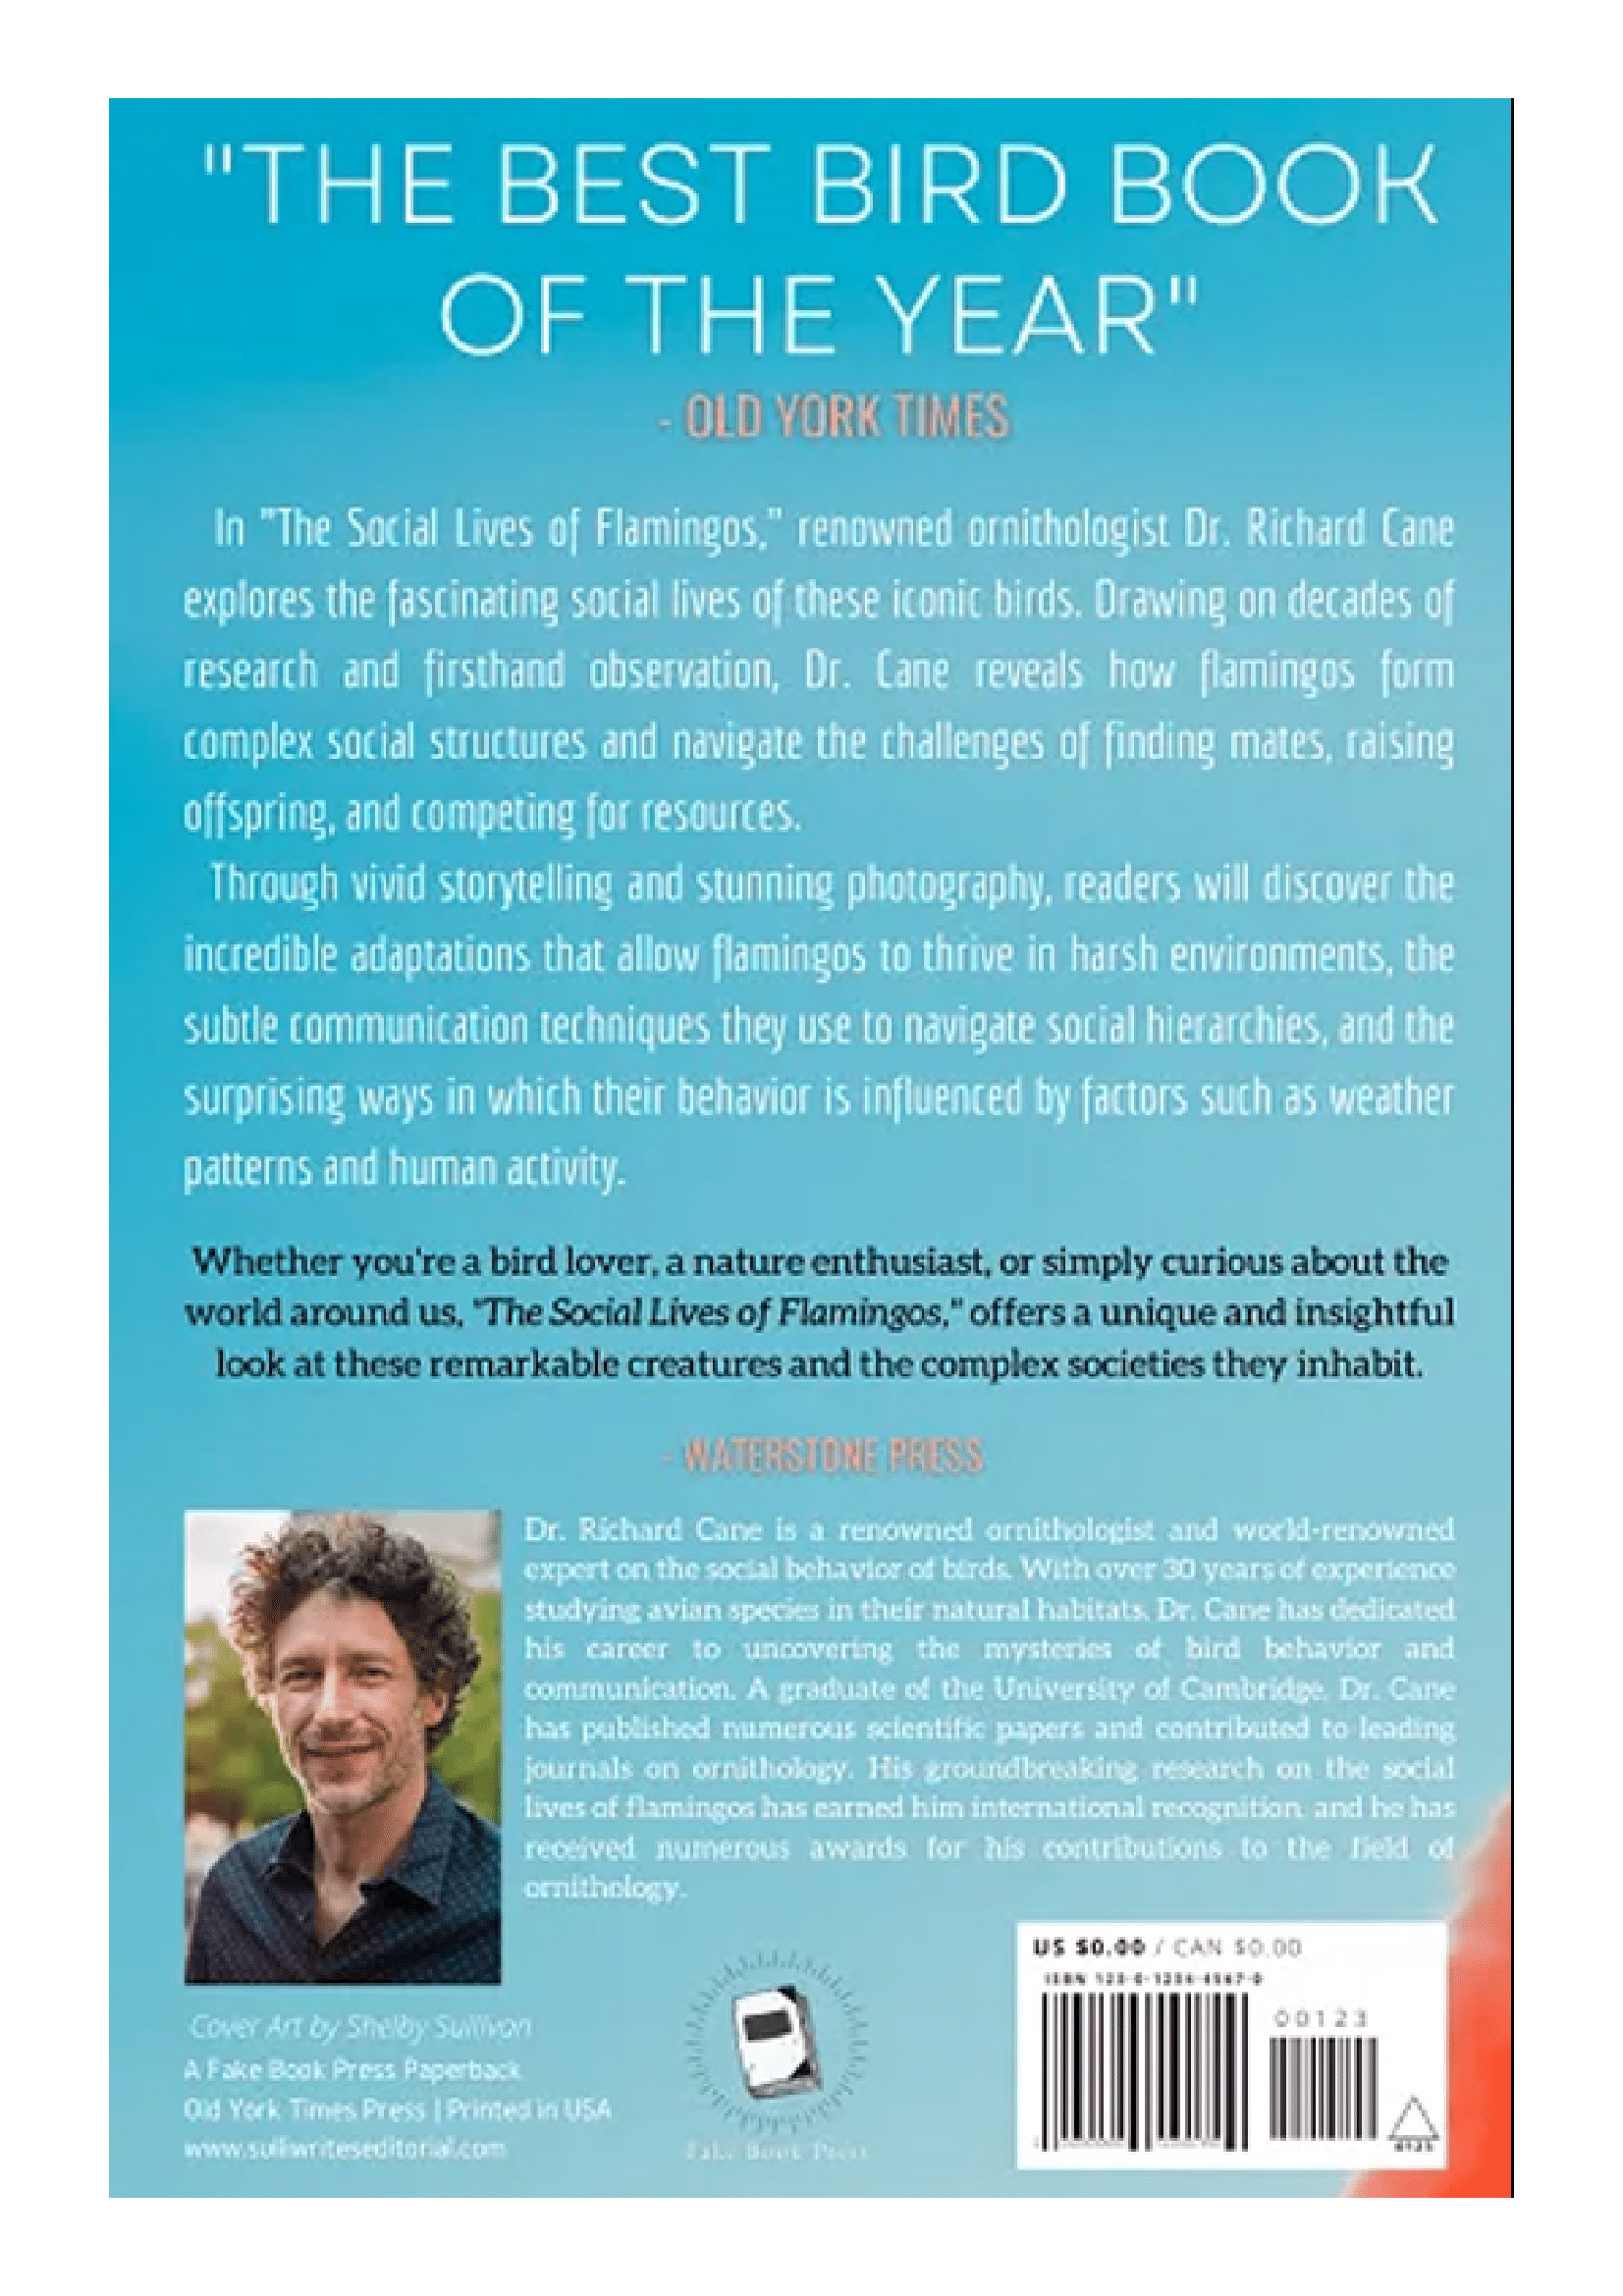 "THE BEST BIRD BOOK
OF THE YEAR"
- OLD YORK TIMES
In "The Social Lives of Flamingos," renowned ornithologist Dr. Richard Cane
explores the fascinating social lives of these iconic birds. Drawing on decades of
research and firsthand observation, Dr. Cane reveals how flamingos form
complex social structures and navigate the challenges of finding mates, raising
offspring, and competing for resources.
Through vivid storytelling and stunning photography, readers will discover the
incredible adaptations that allow flamingos to thrive in harsh environments, the
subtle communication techniques they use to navigate social hierarchies, and the
surprising ways in which their behavior is influenced by factors such as weather
patterns and human activity.
Whether you're a bird lover, a nature enthusiast, or simply curious about the
world around us, "The Social Lives of Flamingos," offers a unique and insightful
look at these remarkable creatures and the complex societies they inhabit.
- WATERSTONE PRESS
Dr. Richard Cane is a renowned ornithologist and world-renowned
expert on the social behavior of birds. With over 30 years of experience
studying avian species in their natural habitats, Dr. Cane has dedicated
his career to uncovering the mysteries of bird behavior and
communication. A graduate of the University of Cambridge, Dr. Cane
has published numerous scientific papers and contributed to leading
journals on ornithology. His groundbreaking research on the social
lives of flamingos has earned him international recognition, and he has
received numerous awards for his contributions to the field of
ornithology.
Cover Art by Shelby Sullivan
A Fake Book Press Paperback
Old York Times Press | Printed in USA
www.sulliwriteseditorial.com
Fake Book Press
US $0.00 / CAN $0.00
ISBN 123-0-1234-4567-0
00123